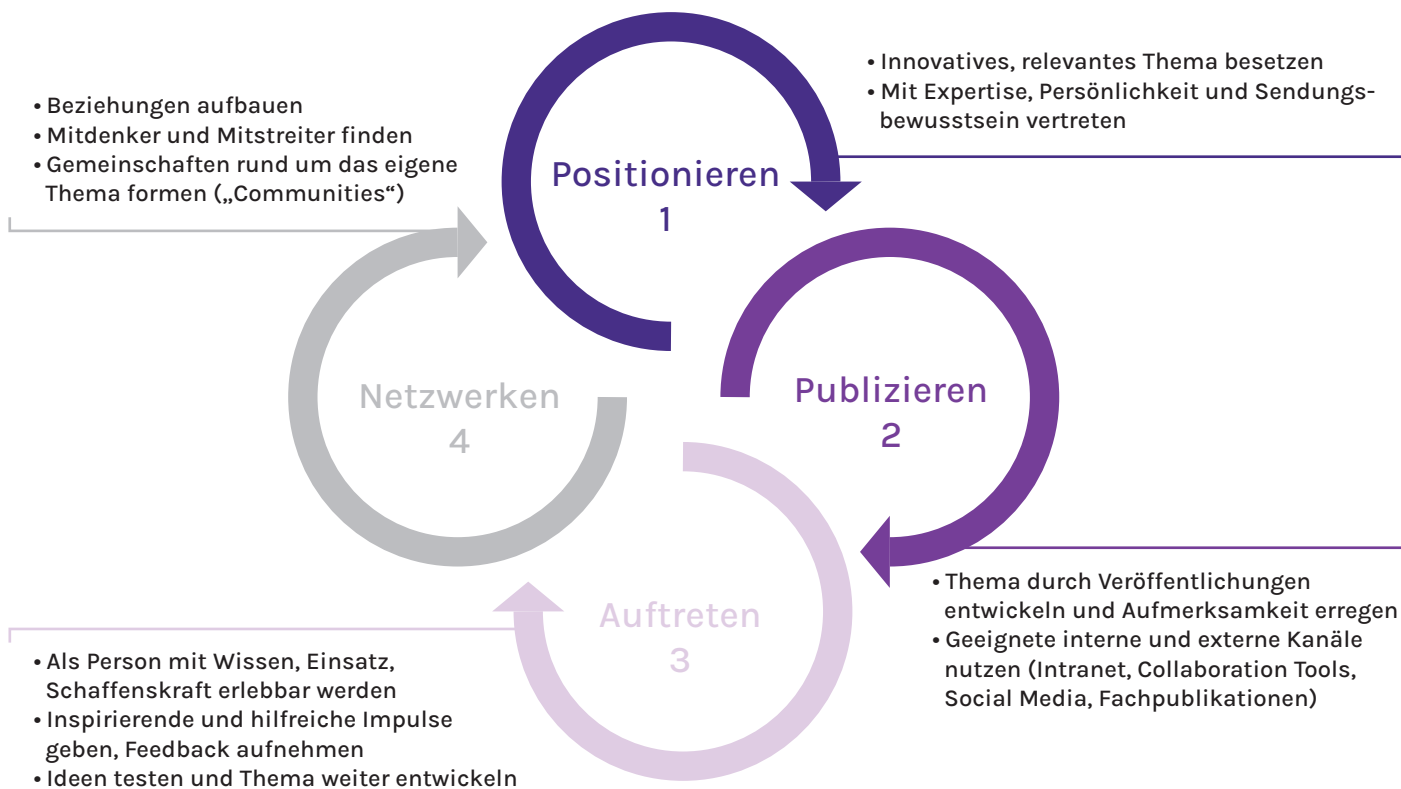 Positionieren
1
• Innovatives, relevantes Thema besetzen
• Mit Expertise, Persönlichkeit und Sendungs-
bewusstsein vertreten
Publizieren
2
• Thema durch Veröffentlichungen
entwickeln und Aufmerksamkeit erregen
• Geeignete interne und externe Kanäle
nutzen (Intranet, Collaboration Tools,
Social Media, Fachpublikationen)
Auftreten
3
• Als Person mit Wissen, Einsatz,
Schaffenskraft erlebbar werden
• Inspirierende und hilfreiche Impulse
geben, Feedback aufnehmen
• Ideen testen und Thema weiter entwickeln
Netzwerken
4
• Beziehungen aufbauen
• Mitdenker und Mitstreiter finden
• Gemeinschaften rund um das eigene
Thema formen („Communities“)